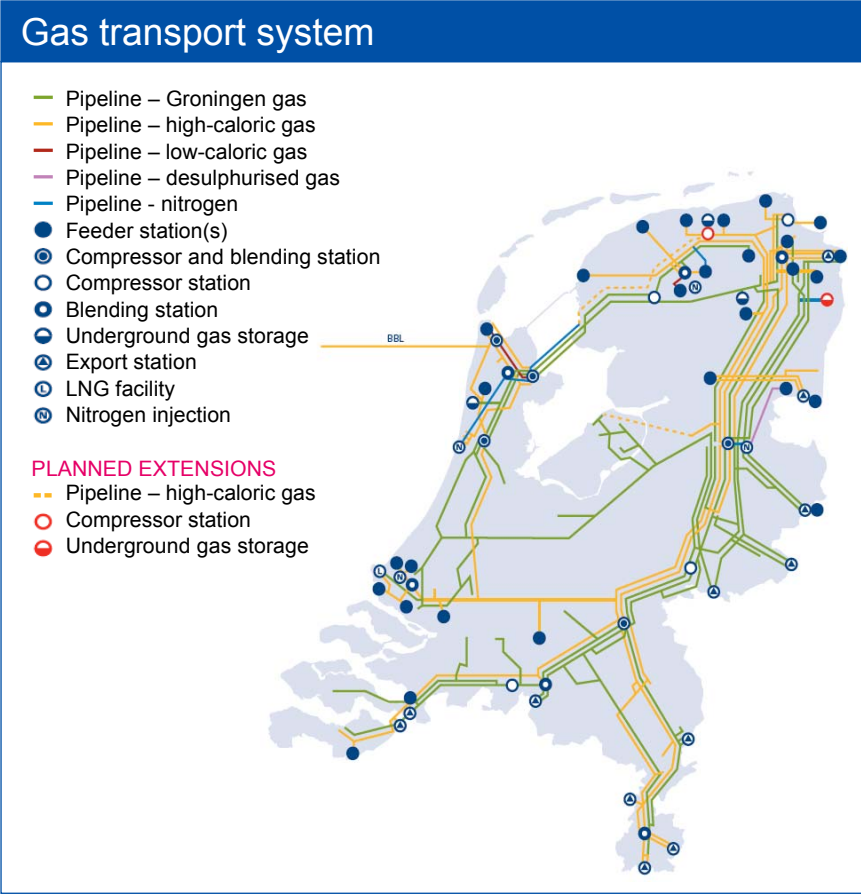 Gas transport system
Pipeline – Groningen gas
Pipeline – high-caloric gas
Pipeline – low-caloric gas
Pipeline – desulphurised gas
Pipeline - nitrogen
Feeder station(s)
Compressor and blending station
Compressor station
Blending station
Underground gas storage
Export station
L LNG facility
N Nitrogen injection
PLANNED EXTENSIONS
Pipeline – high-caloric gas
Compressor station
Underground gas storage
N
BBL
N
N
L
N